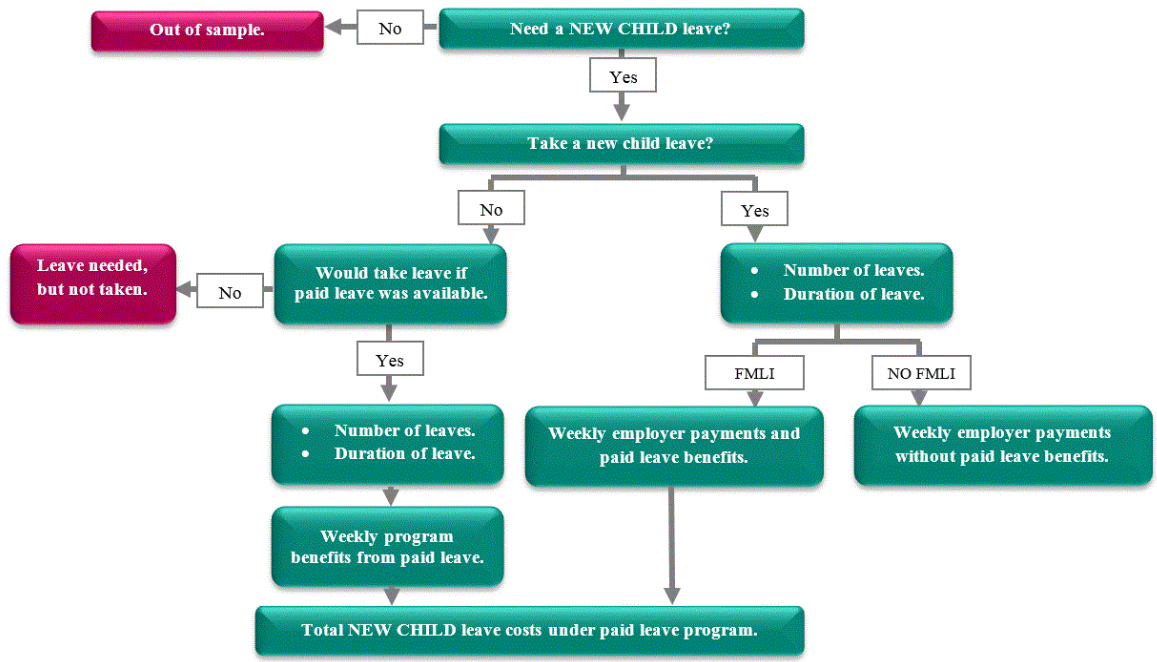 Out of sample.
No
Need a NEW CHILD leave?
Yes
Take a new child leave?
No
Yes
Leave needed,
but not taken.
No
Would take leave if
paid leave was available.
• Number of leaves.
• Duration of leave.
Yes
FMLI
NO FMLI
• Number of leaves.
• Duration of leave.
Weekly employer payments and
paid leave benefits.
Weekly employer payments
without paid leave benefits.
Weekly program
benefits from paid leave.
Total NEW CHILD leave costs under paid leave program.